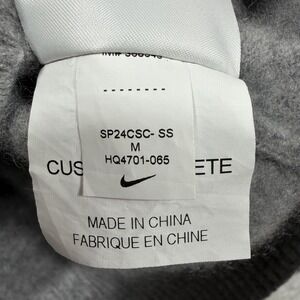 --------
SP24CSC- SS
M
HQ4701-065
CUS ETE
MADE IN CHINA
FABRIQUE EN CHINE